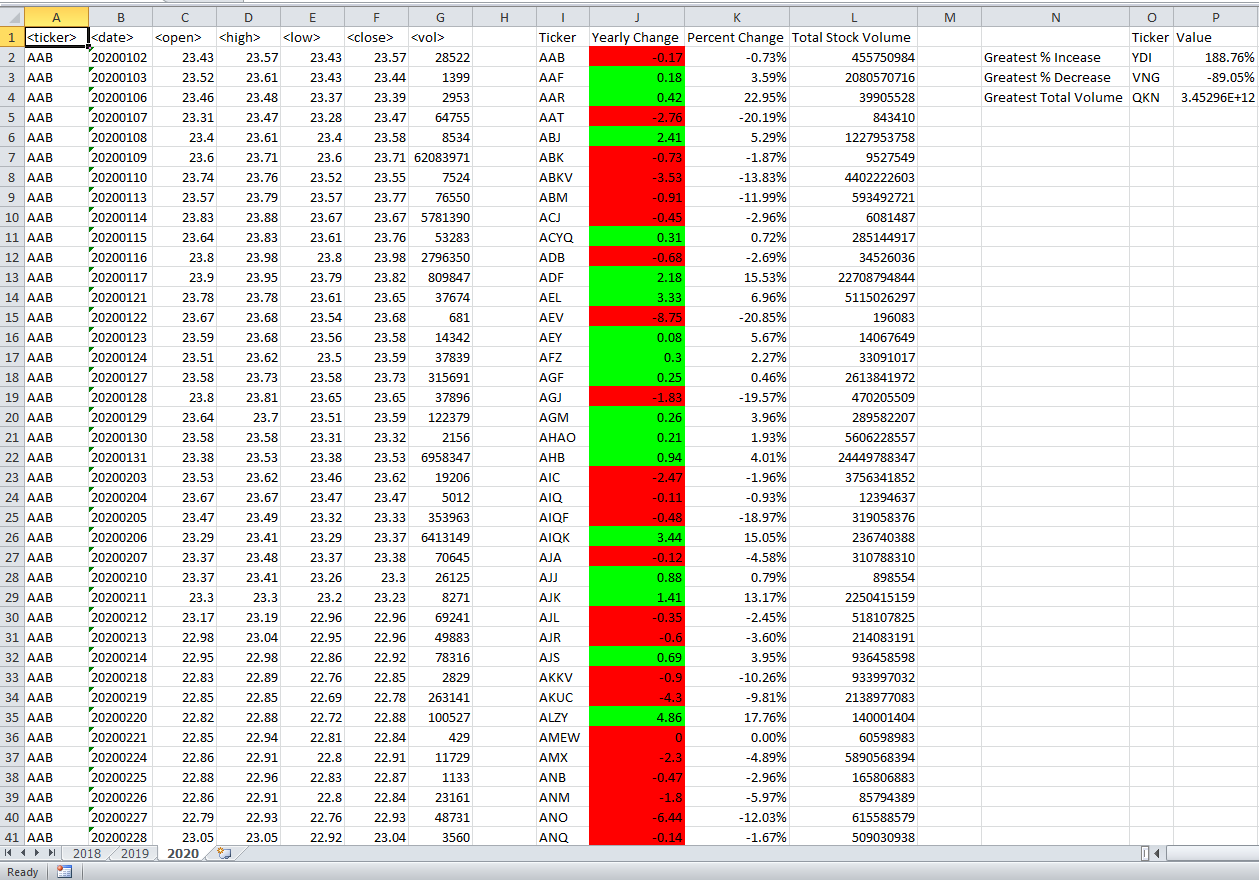 A B C D E F G H I J K L M N O P
1 <ticker> <date> <open> <high> <low> <close> <vol> Ticker Yearly Change Percent Change Total Stock Volume Ticker Value
2 AAB 20200102 23.43 23.57 23.43 23.57 28522 AAB -0.17 -0.73% 455750984 Greatest % Incease YDI 188.76%
3 AAB 20200103 23.52 23.61 23.43 23.44 1399 AAF 0.18 3.59% 2080570716 Greatest % Decrease VNG -89.05%
4 AAB 20200106 23.46 23.48 23.37 23.39 2953 AAR 0.42 22.95% 39905528 Greatest Total Volume QKN 3.45296E+12
5 AAB 20200107 23.31 23.47 23.28 23.47 64755 AAT -2.76 -20.19% 843410
6 AAB 20200108 23.4 23.61 23.4 23.58 8534 ABJ 2.41 5.29% 1227953758
7 AAB 20200109 23.6 23.71 23.6 23.71 62083971 ABK -0.73 -1.87% 9527549
8 AAB 20200110 23.74 23.76 23.52 23.55 7524 ABKV -3.53 -13.83% 4402222603
9 AAB 20200113 23.57 23.79 23.57 23.77 76550 ABM -0.91 -11.99% 593492721
10 AAB 20200114 23.83 23.88 23.67 23.67 5781390 ACJ -0.45 -2.96% 6081487
11 AAB 20200115 23.64 23.83 23.61 23.76 53283 ACYQ 0.31 0.72% 285144917
12 AAB 20200116 23.8 23.98 23.8 23.98 2796350 ADB -0.68 -2.69% 34526036
13 AAB 20200117 23.9 23.95 23.79 23.82 809847 ADF 2.18 15.53% 22708794844
14 AAB 20200121 23.78 23.78 23.61 23.65 37674 AEL 3.33 6.96% 5115026297
15 AAB 20200122 23.67 23.68 23.54 23.68 681 AEV -8.75 -20.85% 196083
16 AAB 20200123 23.59 23.68 23.56 23.58 14342 AEY 0.08 5.67% 14067649
17 AAB 20200124 23.51 23.62 23.5 23.59 37839 AFZ 0.3 2.27% 33091017
18 AAB 20200127 23.58 23.73 23.58 23.73 315691 AGF 0.25 0.46% 2613841972
19 AAB 20200128 23.8 23.81 23.65 23.65 37896 AGJ -1.83 -19.57% 470205509
20 AAB 20200129 23.64 23.7 23.51 23.59 122379 AGM 0.26 3.96% 289582207
21 AAB 20200130 23.58 23.58 23.31 23.32 2156 AHAO 0.21 1.93% 5606228557
22 AAB 20200131 23.38 23.53 23.38 23.53 6958347 AHB 0.94 4.01% 24449788347
23 AAB 20200203 23.53 23.62 23.46 23.62 19206 AIC -2.47 -1.96% 3756341852
24 AAB 20200204 23.67 23.67 23.47 23.47 5012 AIQ -0.11 -0.93% 12394637
25 AAB 20200205 23.47 23.49 23.32 23.33 353963 AIQF -0.48 -18.97% 319058376
26 AAB 20200206 23.29 23.41 23.29 23.37 6413149 AIQK 3.44 15.05% 236740388
27 AAB 20200207 23.37 23.48 23.37 23.38 70645 AJA -0.12 -4.58% 310788310
28 AAB 20200210 23.37 23.41 23.26 23.3 26125 AJJ 0.88 0.79% 898554
29 AAB 20200211 23.3 23.3 23.2 23.23 8271 AJK 1.41 13.17% 2250415159
30 AAB 20200212 23.17 23.19 22.96 22.96 69241 AJL -0.35 -2.45% 518107825
31 AAB 20200213 22.98 23.04 22.95 22.96 49883 AJR -0.6 -3.60% 214083191
32 AAB 20200214 22.95 22.98 22.86 22.92 78316 AJS 0.69 3.95% 936458598
33 AAB 20200218 22.83 22.89 22.76 22.85 2829 AKKV -0.9 -10.26% 933997032
34 AAB 20200219 22.85 22.85 22.69 22.78 263141 AKUC -4.3 -9.81% 2138977083
35 AAB 20200220 22.82 22.88 22.72 22.88 100527 ALZY 4.86 17.76% 140001404
36 AAB 20200221 22.85 22.94 22.81 22.84 429 AMEW 0 0.00% 60598983
37 AAB 20200224 22.86 22.91 22.8 22.91 11729 AMX -2.3 -4.89% 5890568394
38 AAB 20200225 22.88 22.96 22.83 22.87 1133 ANB -0.47 -2.96% 165806883
39 AAB 20200226 22.86 22.91 22.8 22.84 23161 ANM -1.8 -5.97% 85794389
40 AAB 20200227 22.79 22.93 22.76 22.93 48731 ANO -6.44 -12.03% 615588579
41 AAB 20200228 23.05 23.05 22.92 23.04 3560 ANQ -0.14 -1.67% 509030938
2018 2019 2020
Ready